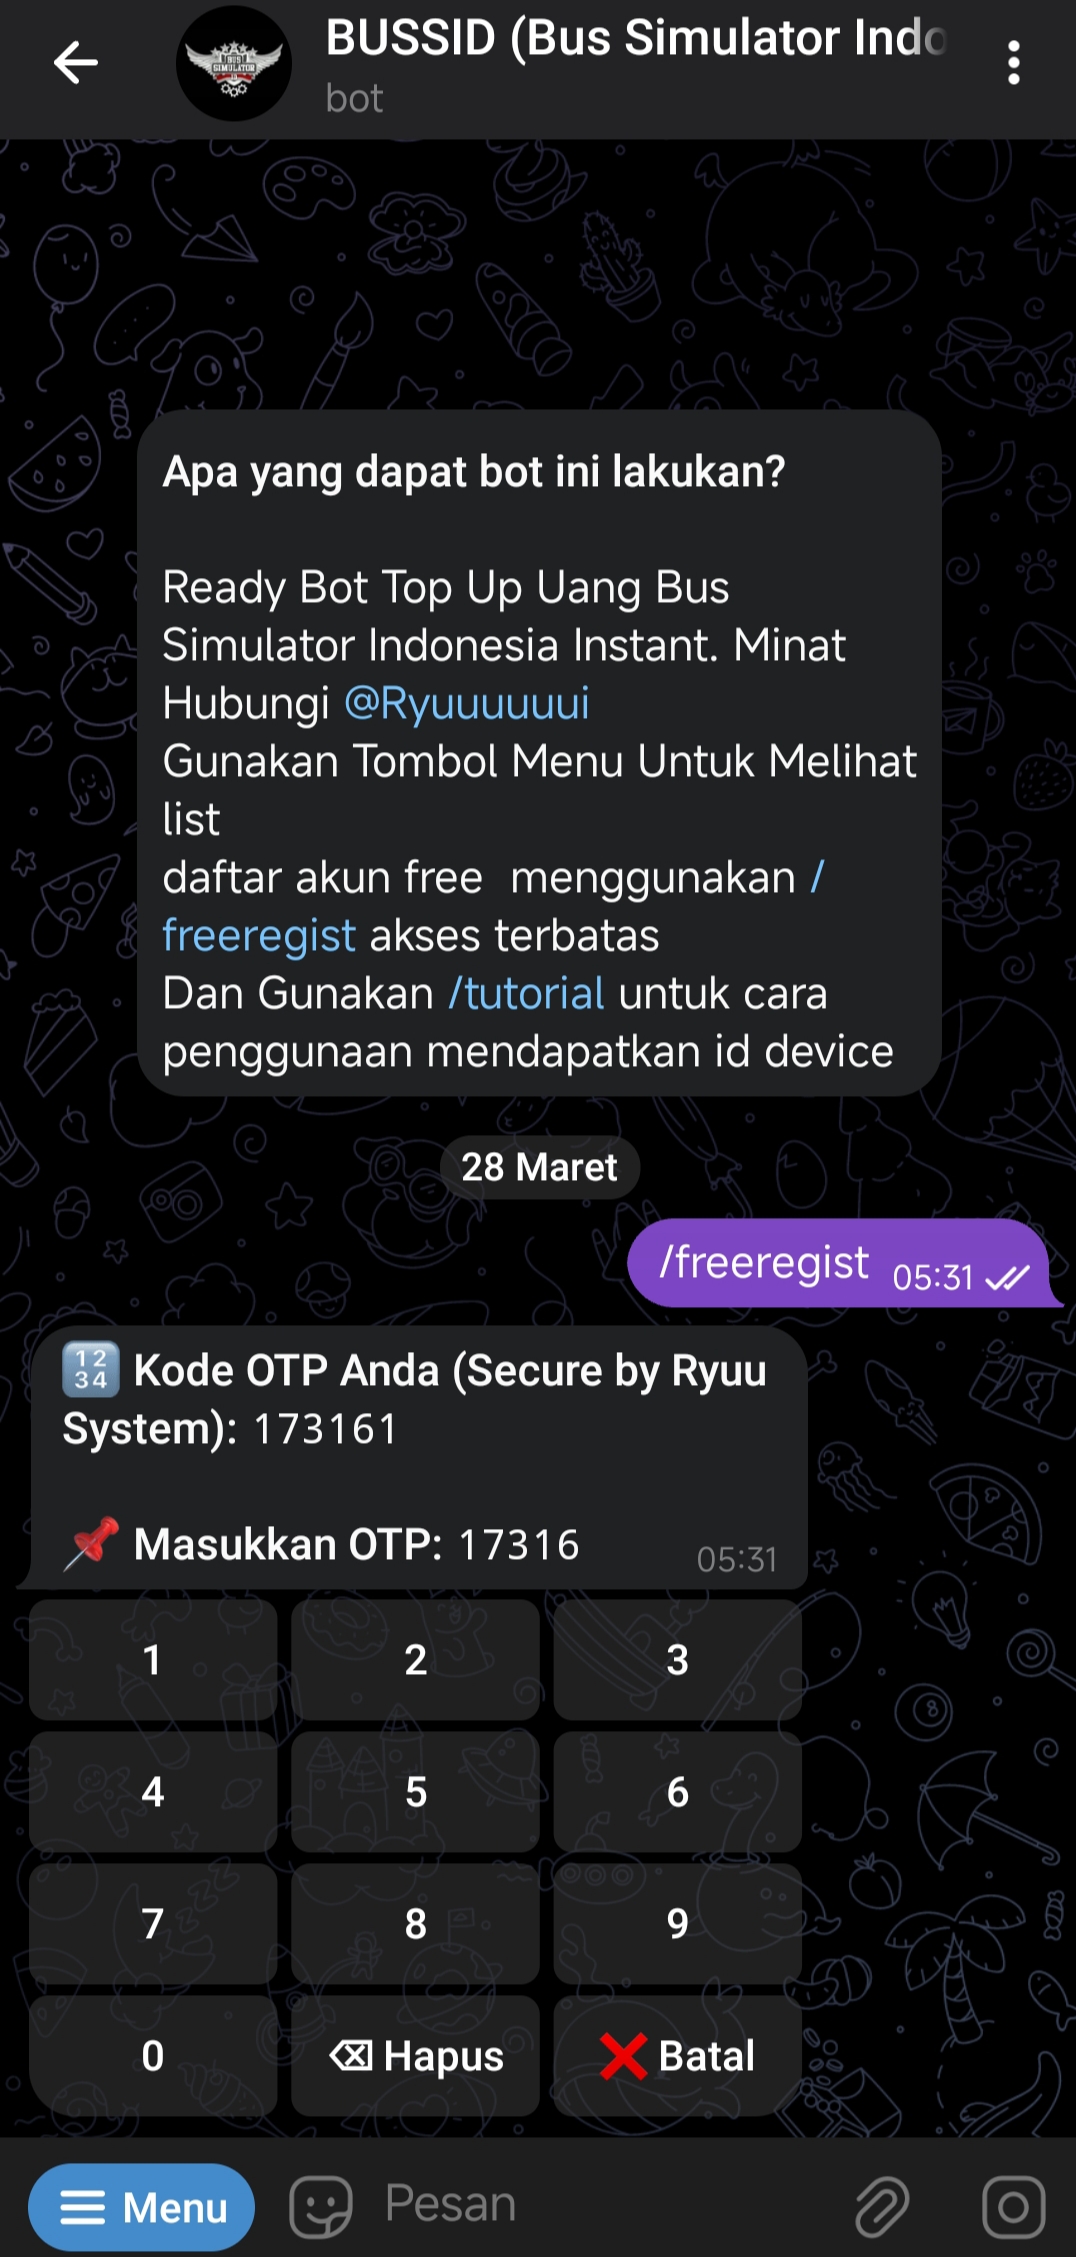 BUSSID (Bus Simulator Indo
bot
BUS
SIMULATOR
Apa yang dapat bot ini lakukan?
Ready Bot Top Up Uang Bus
Simulator Indonesia Instant. Minat
Hubungi @Ryuuuuuui
Gunakan Tombol Menu Untuk Melihat
list
daftar akun free  menggunakan /
freeregist akses terbatas
Dan Gunakan /tutorial untuk cara
penggunaan mendapatkan id device
28 Maret
/freeregist 05:31
🔢 Kode OTP Anda (Secure by Ryuu
System): 173161
📌 Masukkan OTP: 17316 05:31
1 2 3
4 5 6
7 8 9
0 ⌫ Hapus ❌ Batal
Menu Pesan